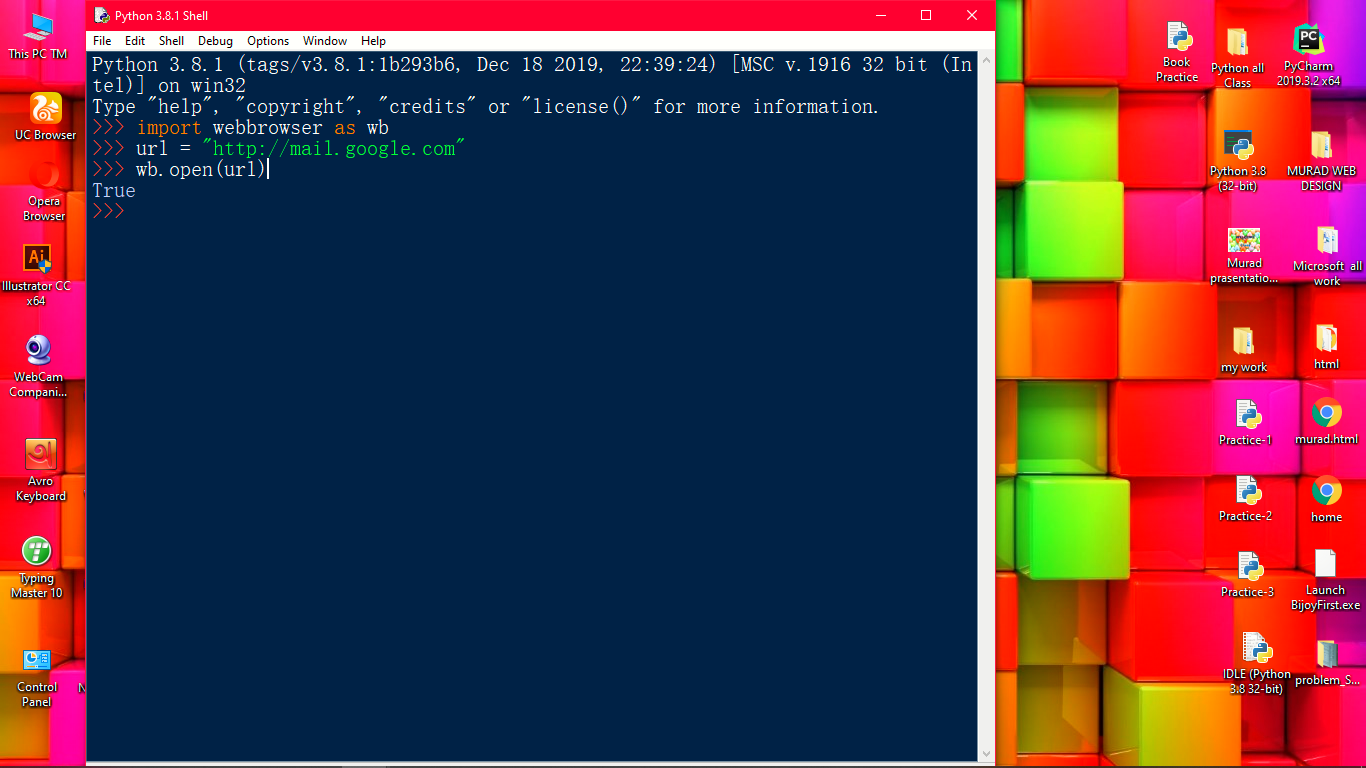 Python 3.8.1 Shell
File Edit Shell Debug Options Window Help
Python 3.8.1 (tags/v3.8.1:1b293b6, Dec 18 2019, 22:39:24) [MSC v.1916 32 bit (In
tel)] on win32
Type "help", "copyright", "credits" or "license()" for more information.
>>> import webbrowser as wb
>>> url = "http://mail.google.com"
>>> wb.open(url)
True
>>>
This PC TM
UC Browser
Opera
Browser
Ai
Illustrator CC
x64
WebCam
Compani...
Avro
Keyboard
Typing
Master 10
Control
Panel
N
Book
Practice
Python all
Class
PC
PyCharm
2019.3.2 x64
Python 3.8
(32-bit)
MURAD WEB
DESIGN
Murad
prasentatio...
Microsoft all
work
my work
html
Practice-1
murad.html
Practice-2
home
Practice-3
Launch
BijoyFirst.exe
IDLE (Python
3.8 32-bit)
problem_S...